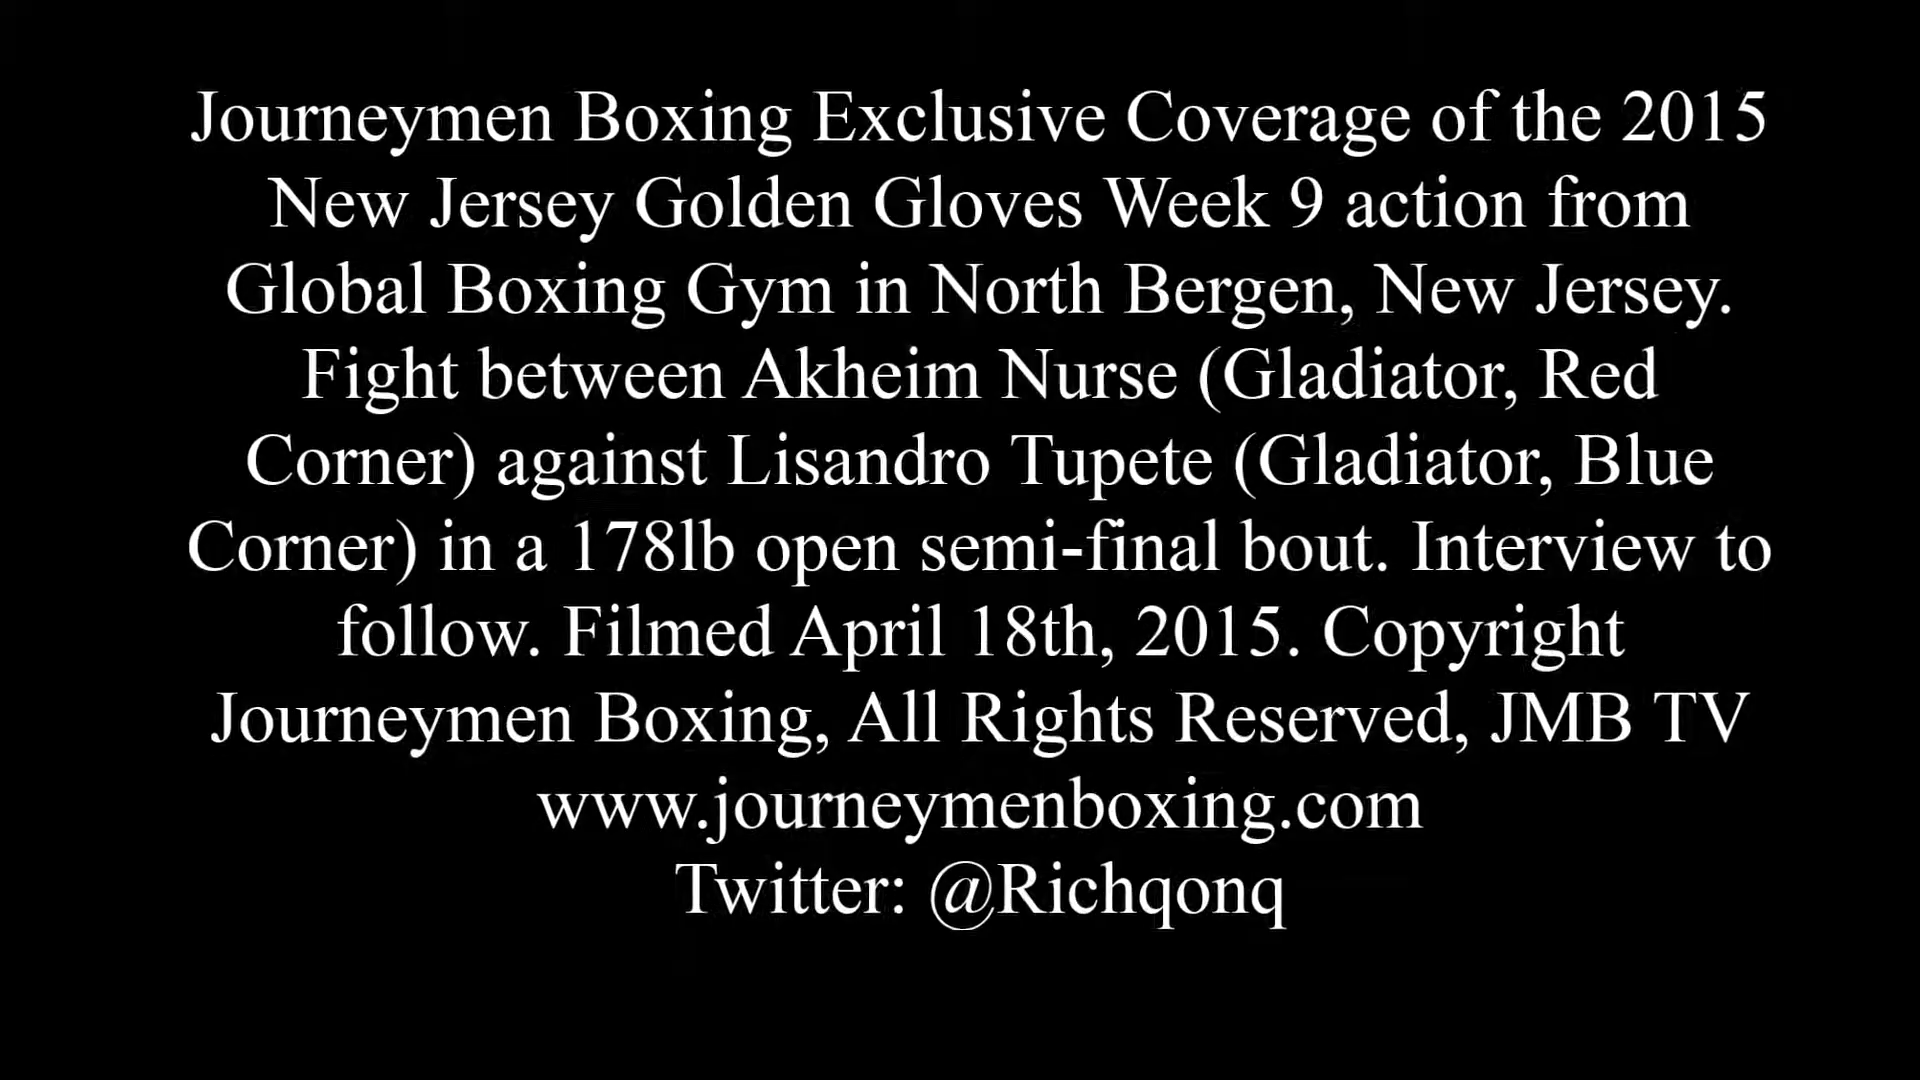 Journeymen Boxing Exclusive Coverage of the 2015
New Jersey Golden Gloves Week 9 action from
Global Boxing Gym in North Bergen, New Jersey.
Fight between Akheim Nurse (Gladiator, Red
Corner) against Lisandro Tupete (Gladiator, Blue
Corner) in a 178lb open semi-final bout. Interview to
follow. Filmed April 18th, 2015. Copyright
Journeymen Boxing, All Rights Reserved, JMB TV
www.journeymenboxing.com
Twitter: @Richqonq